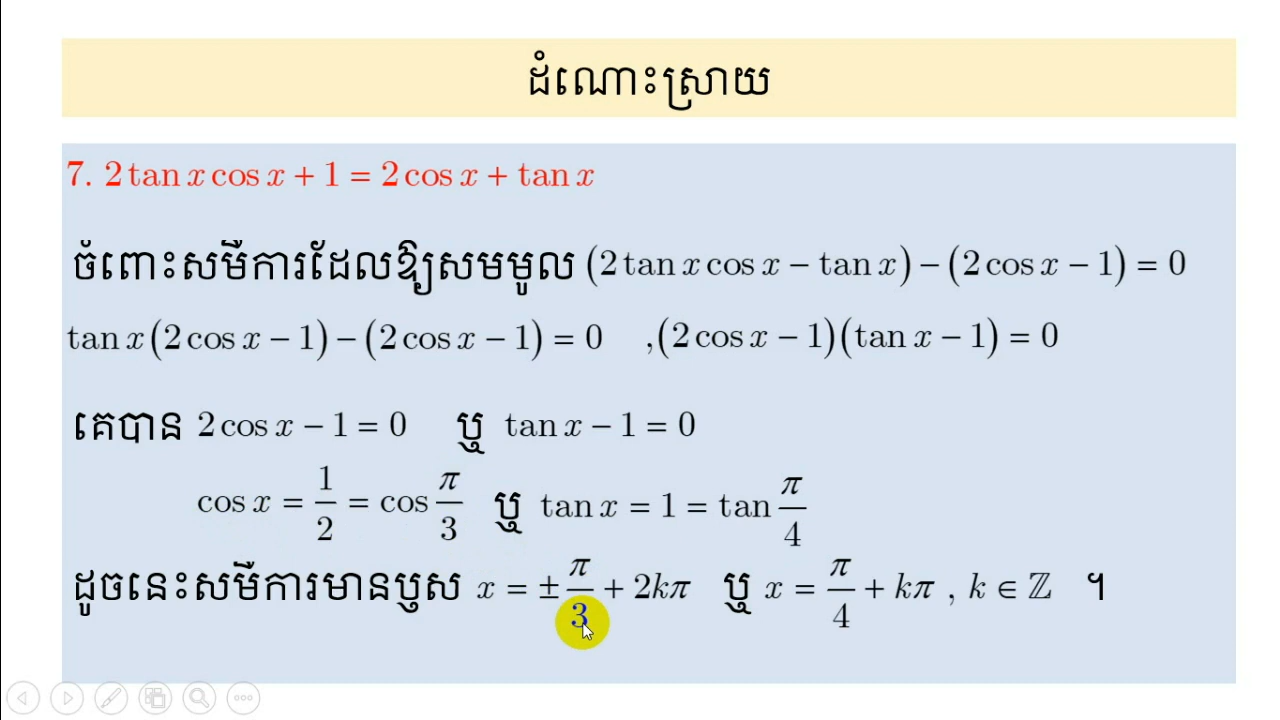 ដំណោះស្រាយ
7. 2 tan x cos x + 1 = 2 cos x + tan x
ចំពោះសមីការដែលឱ្យសមមូល (2 tan x cos x − tan x) − (2 cos x − 1) = 0
tan x (2 cos x − 1) − (2 cos x − 1) = 0 , (2 cos x − 1)(tan x − 1) = 0
គេបាន 2 cos x − 1 = 0 ឬ tan x − 1 = 0
cos x = 1/2 = cos π/3 ឬ tan x = 1 = tan π/4
ដូចនេះសមីការមានឫស x = ± π/3 + 2kπ ឬ x = π/4 + kπ , k ∈ ℤ ។